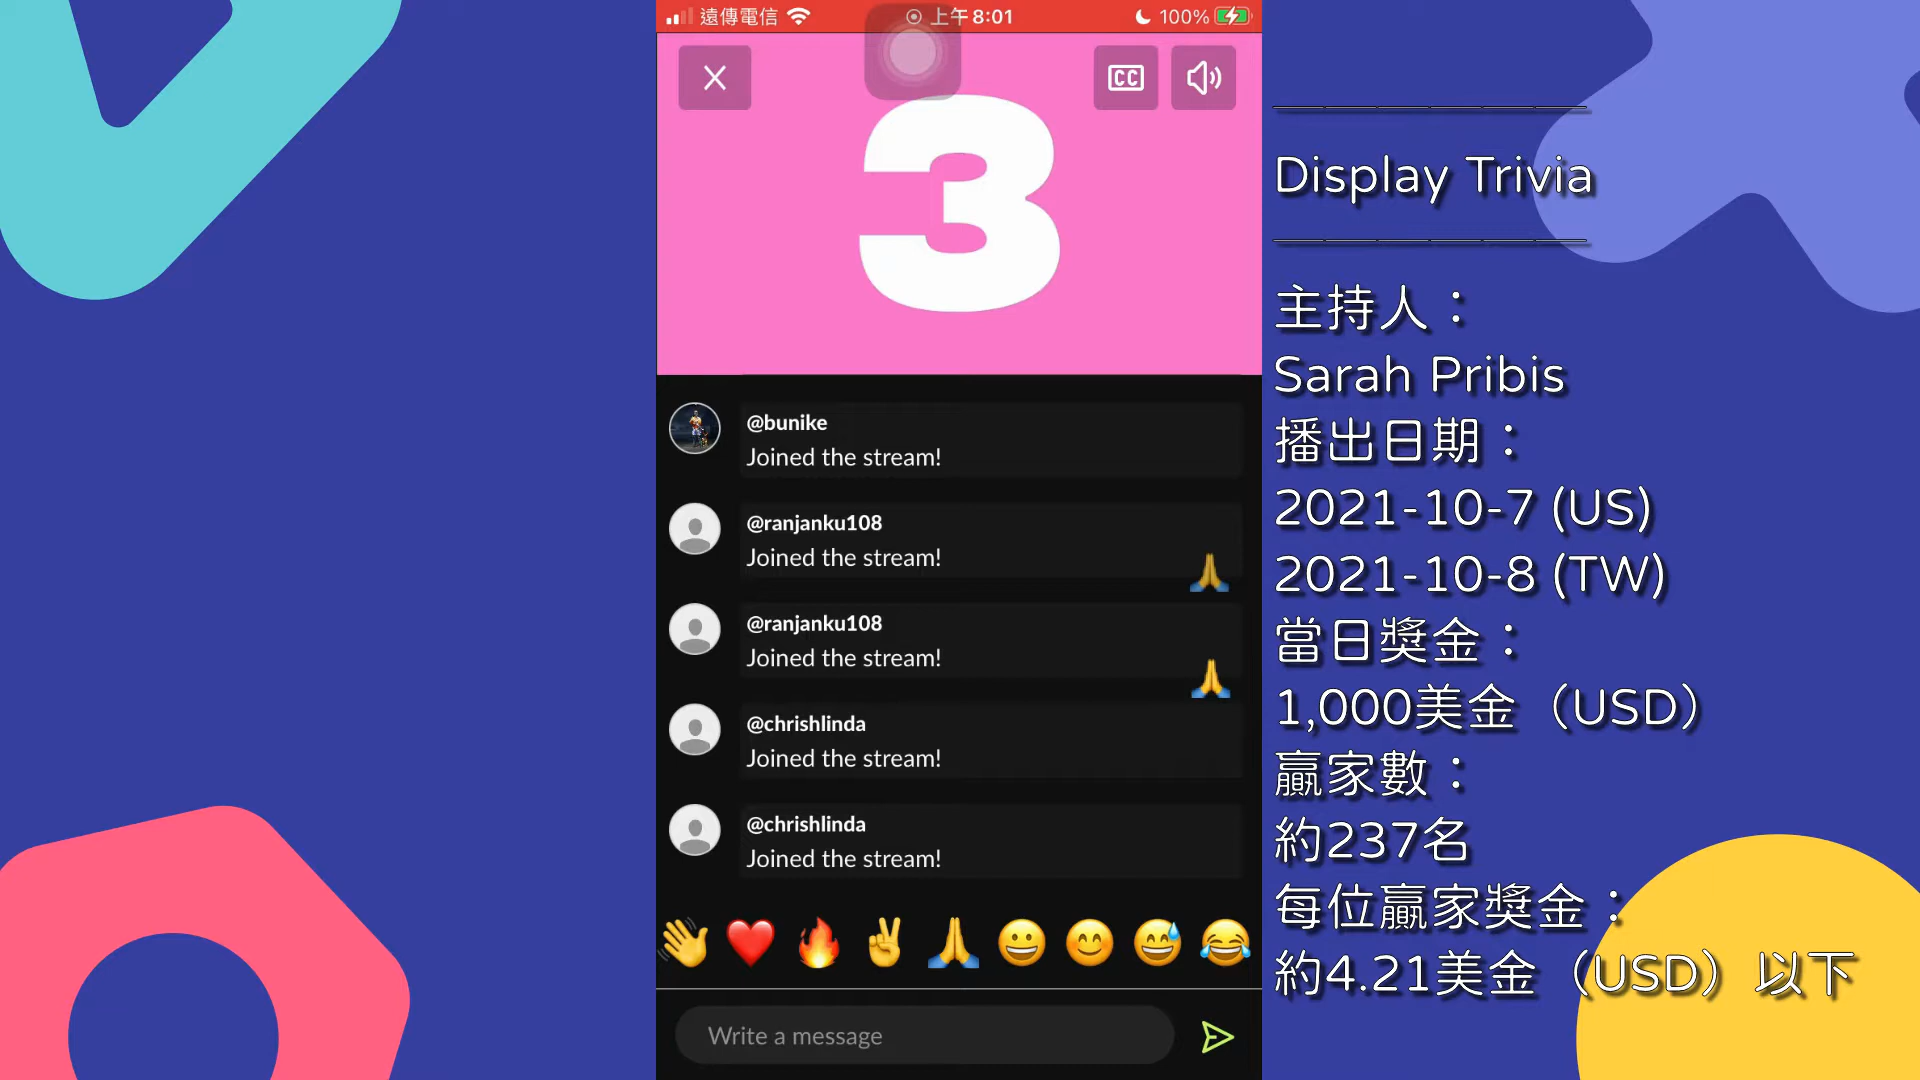 遠傳電信
上午8:01
100%
CC
3
@bunike
Joined the stream!
@ranjanku108
Joined the stream!
@ranjanku108
Joined the stream!
@chrishlinda
Joined the stream!
@chrishlinda
Joined the stream!
Write a message
Display Trivia
主持人：
Sarah Pribis
播出日期：
2021-10-7 (US)
2021-10-8 (TW)
當日獎金：
1,000美金（USD）
贏家數：
約237名
每位贏家獎金：
約4.21美金（USD）以下